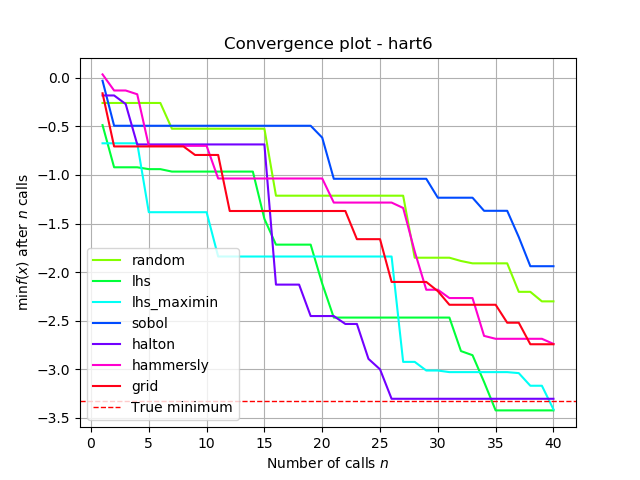 Convergence plot - hart6
min f(x) after n calls
0.0
−0.5
−1.0
−1.5
−2.0
−2.5
−3.0
−3.5
random
lhs
lhs_maximin
sobol
halton
hammersly
grid
True minimum
0 5 10 15 20 25 30 35 40
Number of calls n